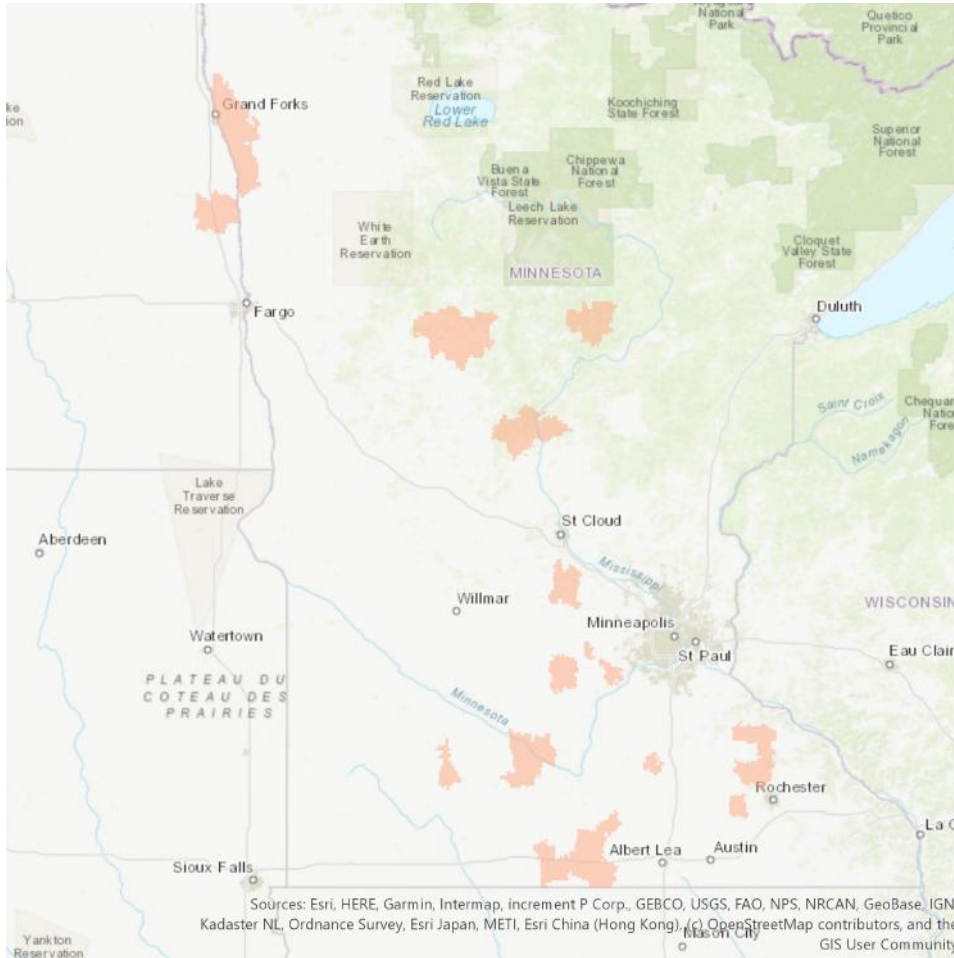 National
Park
Quetico
Provincial
Park
Red Lake
Reservation
Lower
Red Lake
Koochiching
State Forest
Grand Forks
Superior
National
Forest
Buena
Vista State
Forest
Chippewa
National
Forest
Leech Lake
Reservation
White
Earth
Reservation
Cloquet
Valley State
Forest
MINNESOTA
Fargo
Duluth
Saint Croix
Namekagon
Lake
Traverse
Reservation
St Cloud
Aberdeen
Mississippi
Willmar
WISCONSIN
Minneapolis
Watertown
St Paul
PLATEAU DU
COTEAU DES
PRAIRIES
Minnesota
Rochester
Albert Lea
Austin
Sioux Falls
Sources: Esri, HERE, Garmin, Intermap, increment P Corp., GEBCO, USGS, FAO, NPS, NRCAN, GeoBase, IGN,
Kadaster NL, Ordnance Survey, Esri Japan, METI, Esri China (Hong Kong), (c) OpenStreetMap contributors, and the
Mason City
GIS User Community
Yankton
Reservation